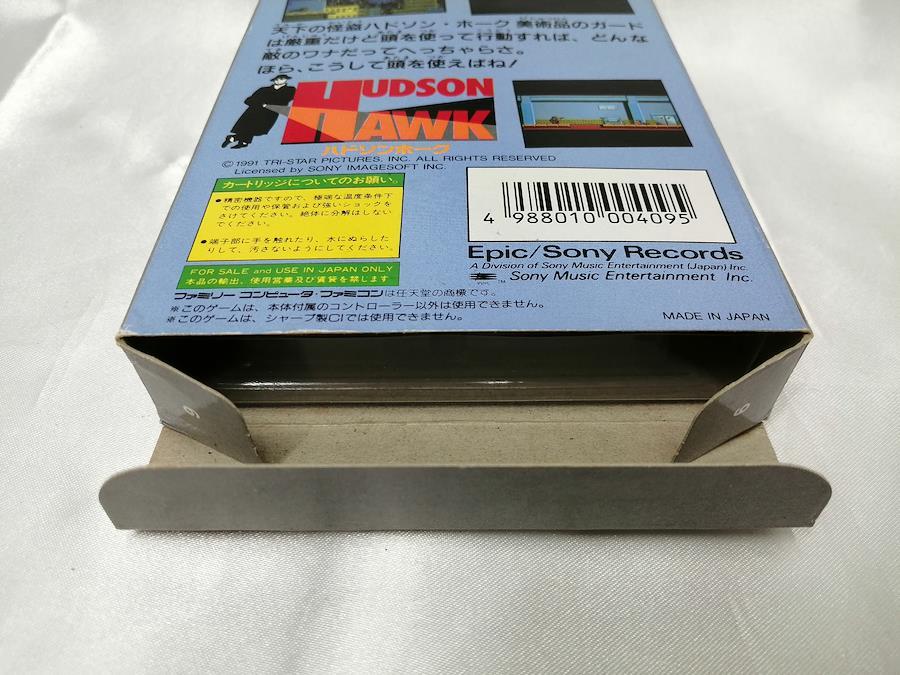 天下の怪盗ハドソン・ホーク 美術品のガード
は厳重だけど頭を使って行動すれば、どんな
敵のワナだってへっちゃらさ。
ほら、こうして頭を使えばね!
HUDSON
HAWK
ハドソンホーク
©1991 TRI-STAR PICTURES, INC. ALL RIGHTS RESERVED
Licensed by SONY IMAGESOFT INC.
カートリッジについてのお願い。
●精密機器ですので、極端な温度条件下
での使用や保管および強いショックを
さけてください。絶対に分解はしない
でください。
●端子部に手を触れたり、水にぬらした
りして、汚さないようにしてください。
FOR SALE and USE IN JAPAN ONLY
本品の輸出、使用営業及び賃貸を禁じます
4 988010 004095
Epic/Sony Records
A Division of Sony Music Entertainment (Japan) Inc.
Sony Music Entertainment Inc.
ファミリーコンピュータ・ファミコンは任天堂の商標です。
※このゲームは、本体付属のコントローラー以外は使用できません。
※このゲームは、シャープ製C1では使用できません。
MADE IN JAPAN